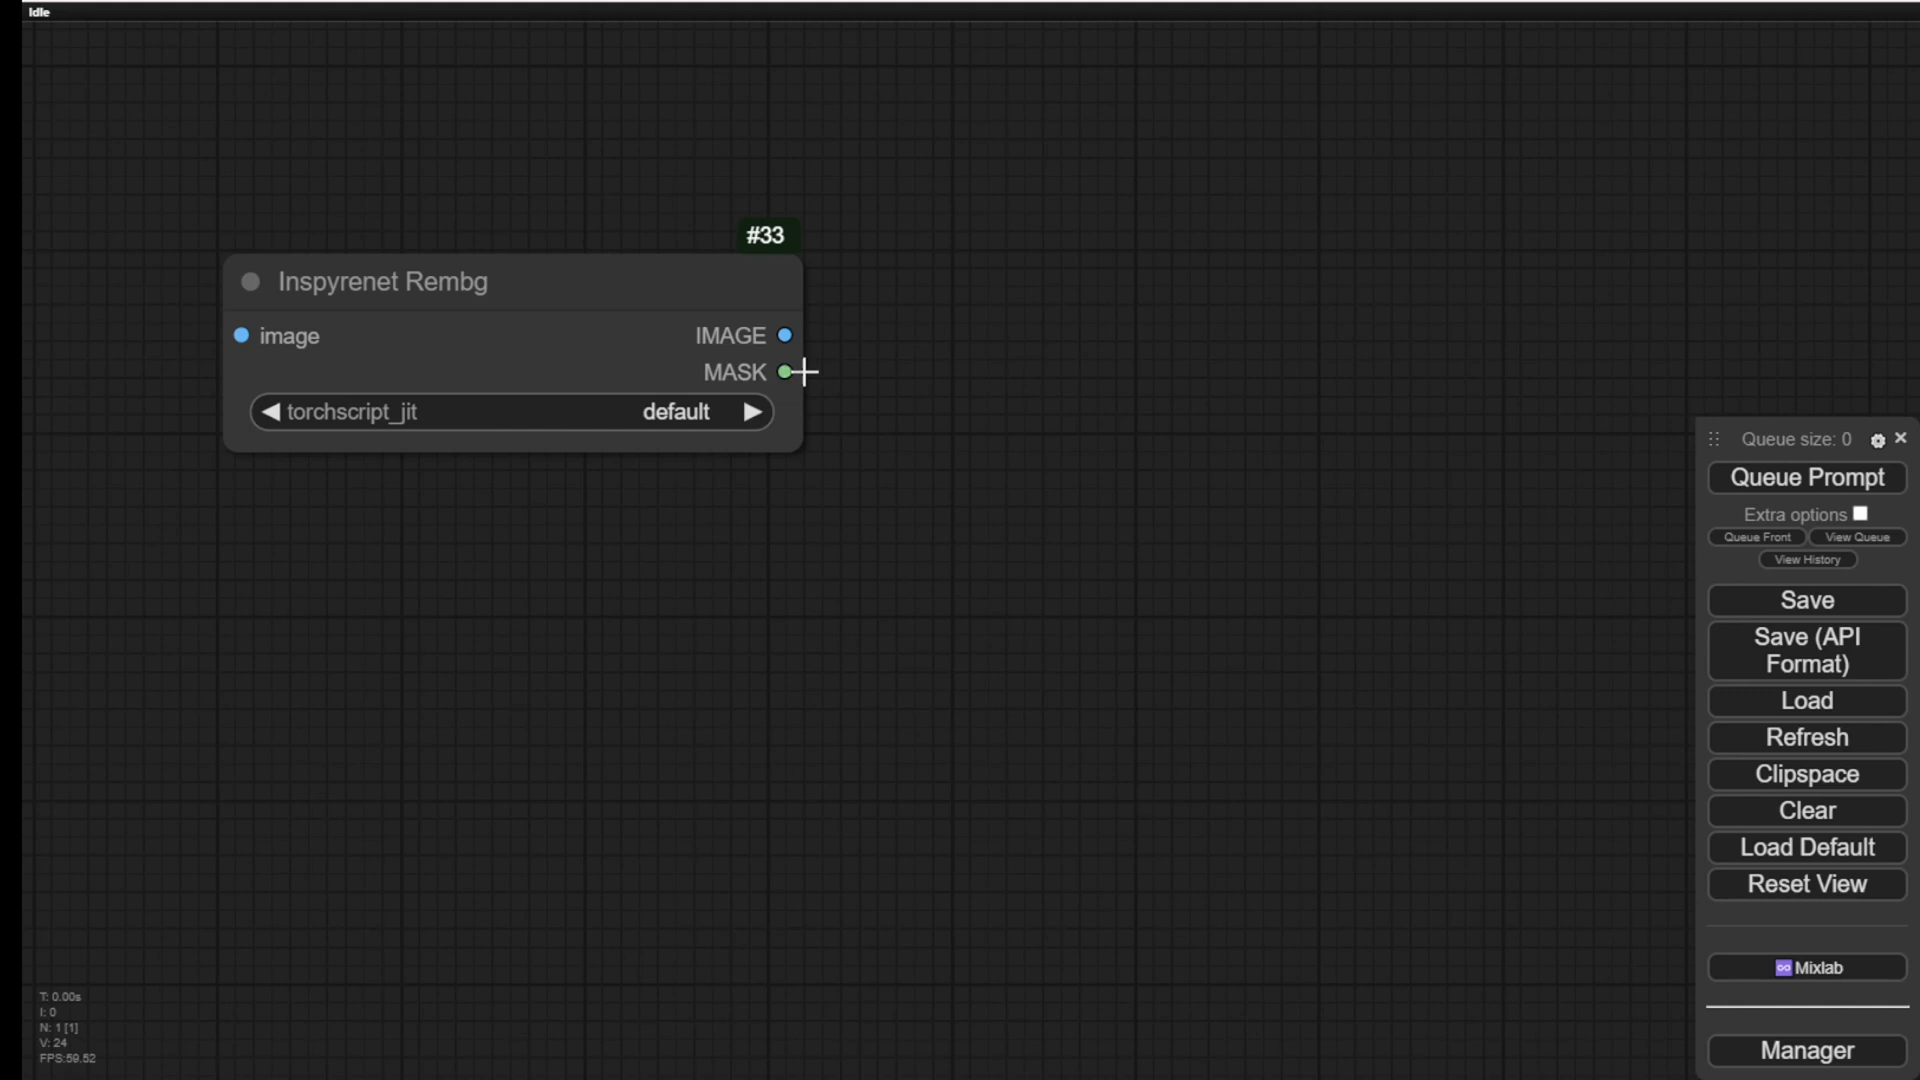 Idle
#33
Inspyrenet Rembg
image
IMAGE
MASK
torchscript_jit
default
Queue size: 0
Queue Prompt
Extra options
Queue Front
View Queue
View History
Save
Save (API
Format)
Load
Refresh
Clipspace
Clear
Load Default
Reset View
Mixlab
Manager
T: 0.00s
I: 0
N: 1 [1]
V: 24
FPS:59.52